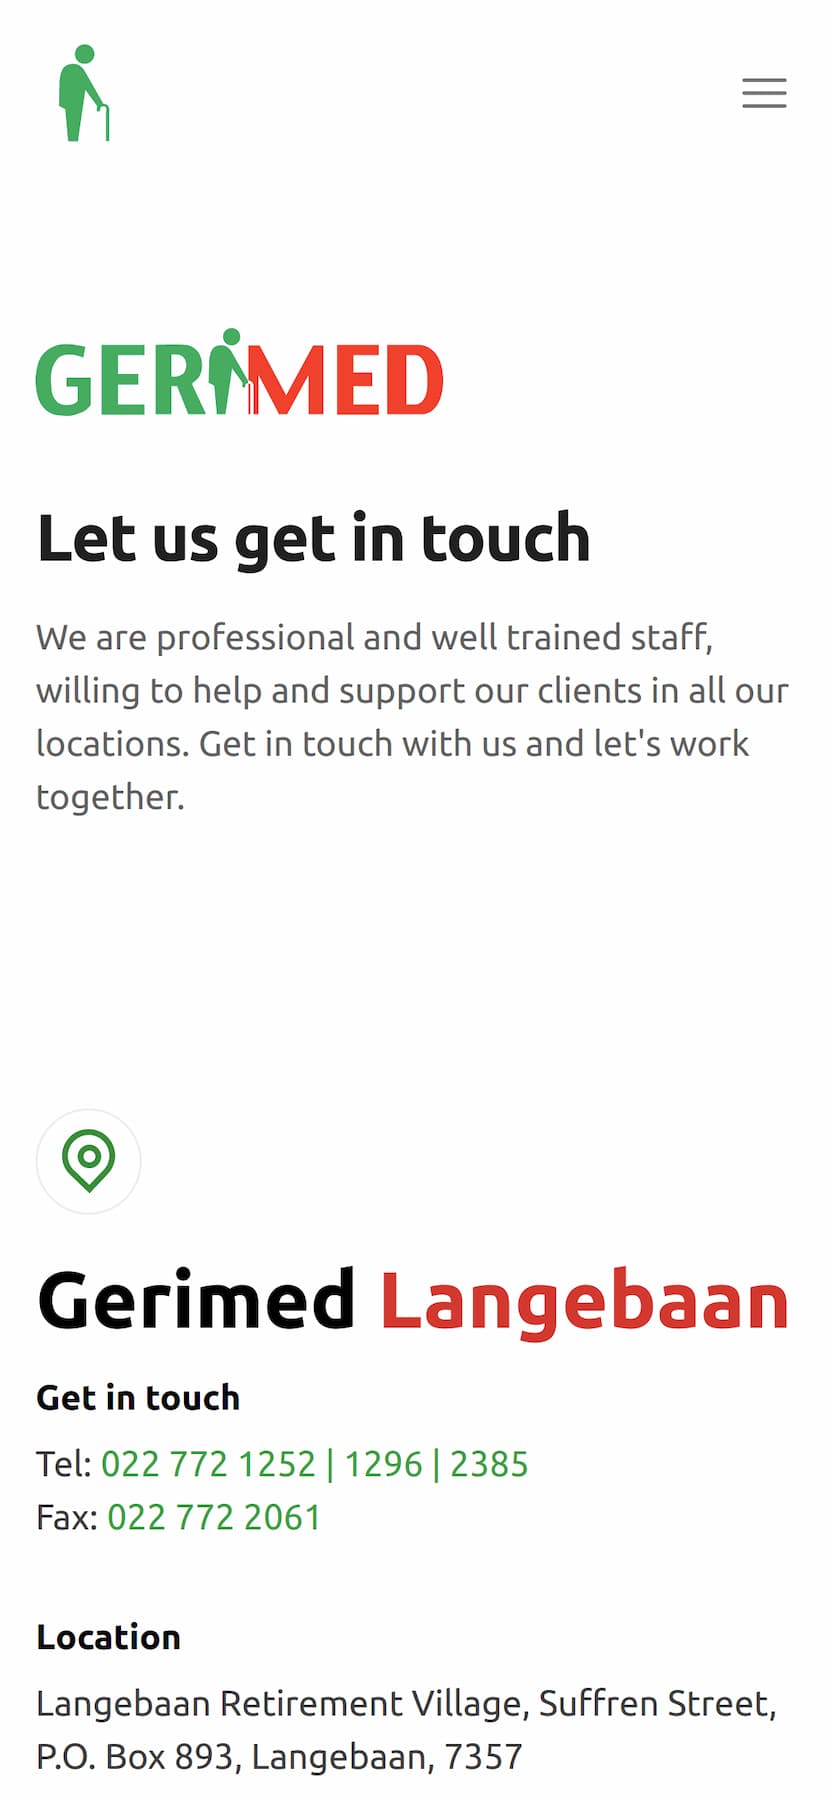 GERIMED
Let us get in touch
We are professional and well trained staff,
willing to help and support our clients in all our
locations. Get in touch with us and let's work
together.
Gerimed Langebaan
Get in touch
Tel: 022 772 1252 | 1296 | 2385
Fax: 022 772 2061
Location
Langebaan Retirement Village, Suffren Street,
P.O. Box 893, Langebaan, 7357